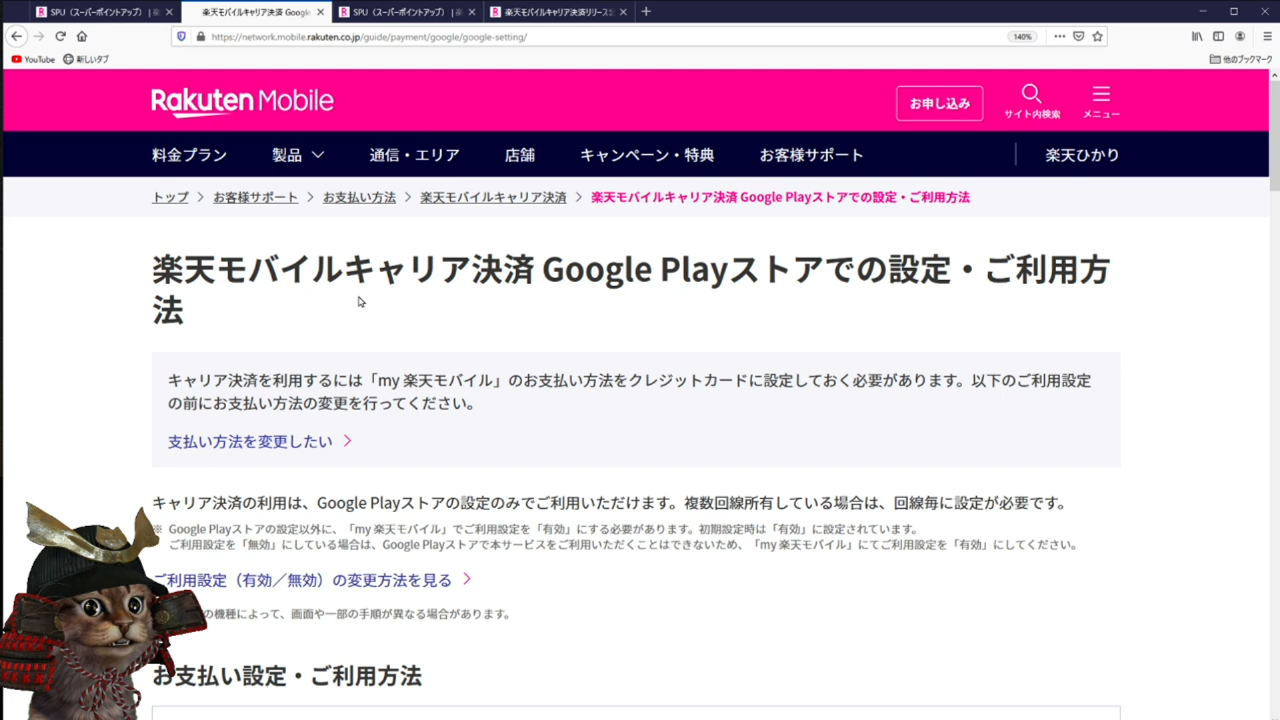 SPU（スーパーポイントアップ）|
楽天モバイルキャリア決済 Googl
SPU（スーパーポイントアップ）|
楽天モバイルキャリア決済リリース
https://network.mobile.rakuten.co.jp/guide/payment/google/google-setting/
140%
YouTube
新しいタブ
他のブックマーク
Rakuten Mobile
お申し込み
サイト内検索
メニュー
料金プラン 製品 通信・エリア 店舗 キャンペーン・特典 お客様サポート 楽天ひかり
トップ > お客様サポート > お支払い方法 > 楽天モバイルキャリア決済 > 楽天モバイルキャリア決済 Google Playストアでの設定・ご利用方法
楽天モバイルキャリア決済 Google Playストアでの設定・ご利用方
法
キャリア決済を利用するには「my 楽天モバイル」のお支払い方法をクレジットカードに設定しておく必要があります。以下のご利用設定
の前にお支払い方法の変更を行ってください。
支払い方法を変更したい >
キャリア決済の利用は、Google Playストアの設定のみでご利用いただけます。複数回線所有している場合は、回線毎に設定が必要です。
※ Google Playストアの設定以外に、「my 楽天モバイル」でご利用設定を「有効」にする必要があります。初期設定時は「有効」に設定されています。
ご利用設定を「無効」にしている場合は、Google Playストアで本サービスをご利用いただくことはできないため、「my 楽天モバイル」にてご利用設定を「有効」にしてください。
ご利用設定（有効／無効）の変更方法を見る >
の機種によって、画面や一部の手順が異なる場合があります。
お支払い設定・ご利用方法